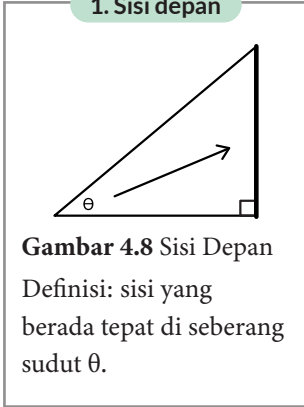 1. Sisi depan
θ
Gambar 4.8 Sisi Depan
Definisi: sisi yang
berada tepat di seberang
sudut θ.